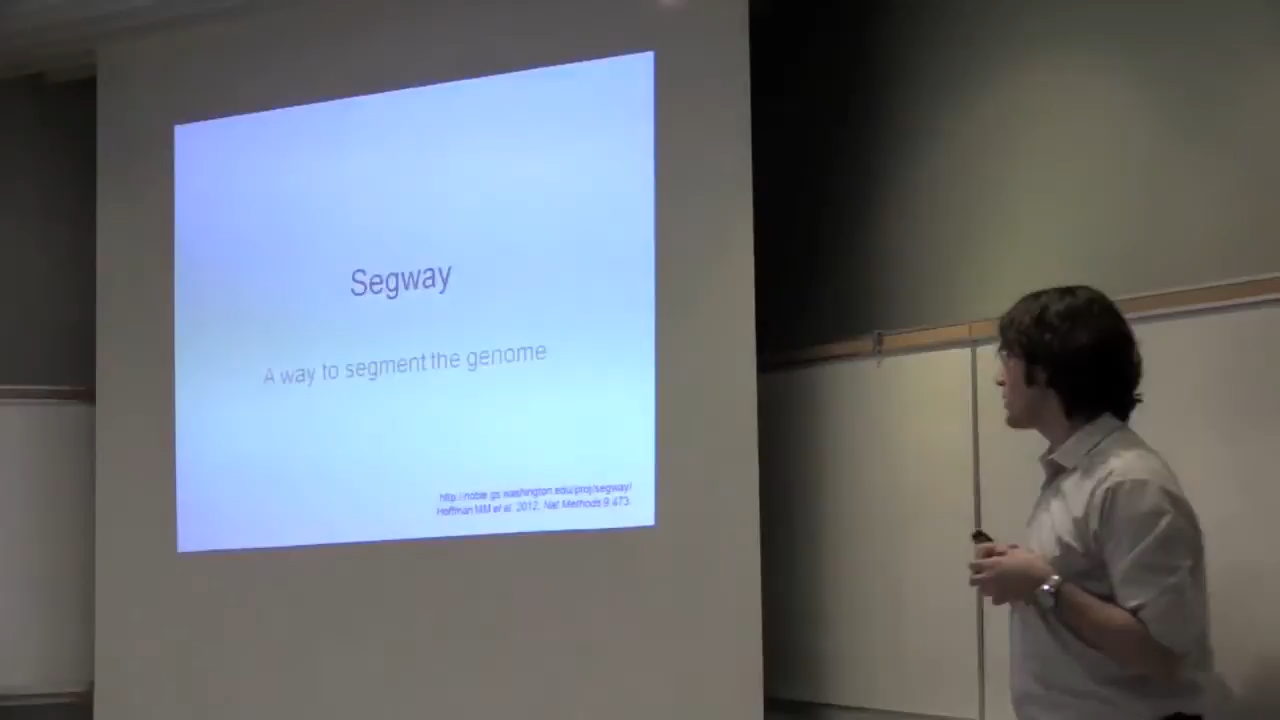 Segway
A way to segment the genome
http://noble.gs.washington.edu/proj/segway/
Hoffman MM et al. 2012. Nat Methods 9:473.